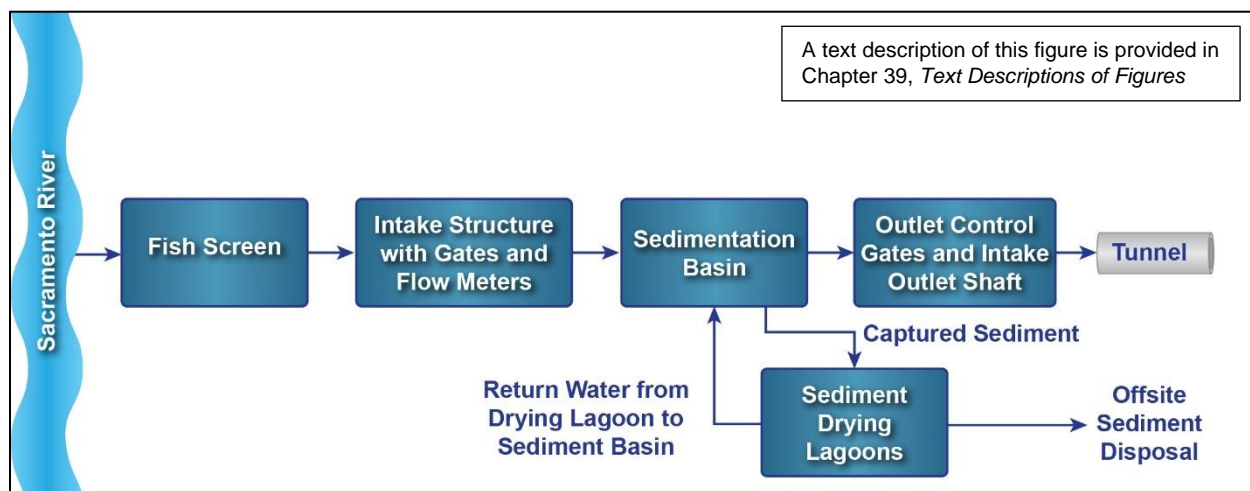 A text description of this figure is provided in
Chapter 39, Text Descriptions of Figures
Sacramento River
Fish Screen
Intake Structure
with Gates and
Flow Meters
Sedimentation
Basin
Outlet Control
Gates and Intake
Outlet Shaft
Tunnel
Captured Sediment
Return Water from
Drying Lagoon to
Sediment Basin
Sediment
Drying
Lagoons
Offsite
Sediment
Disposal